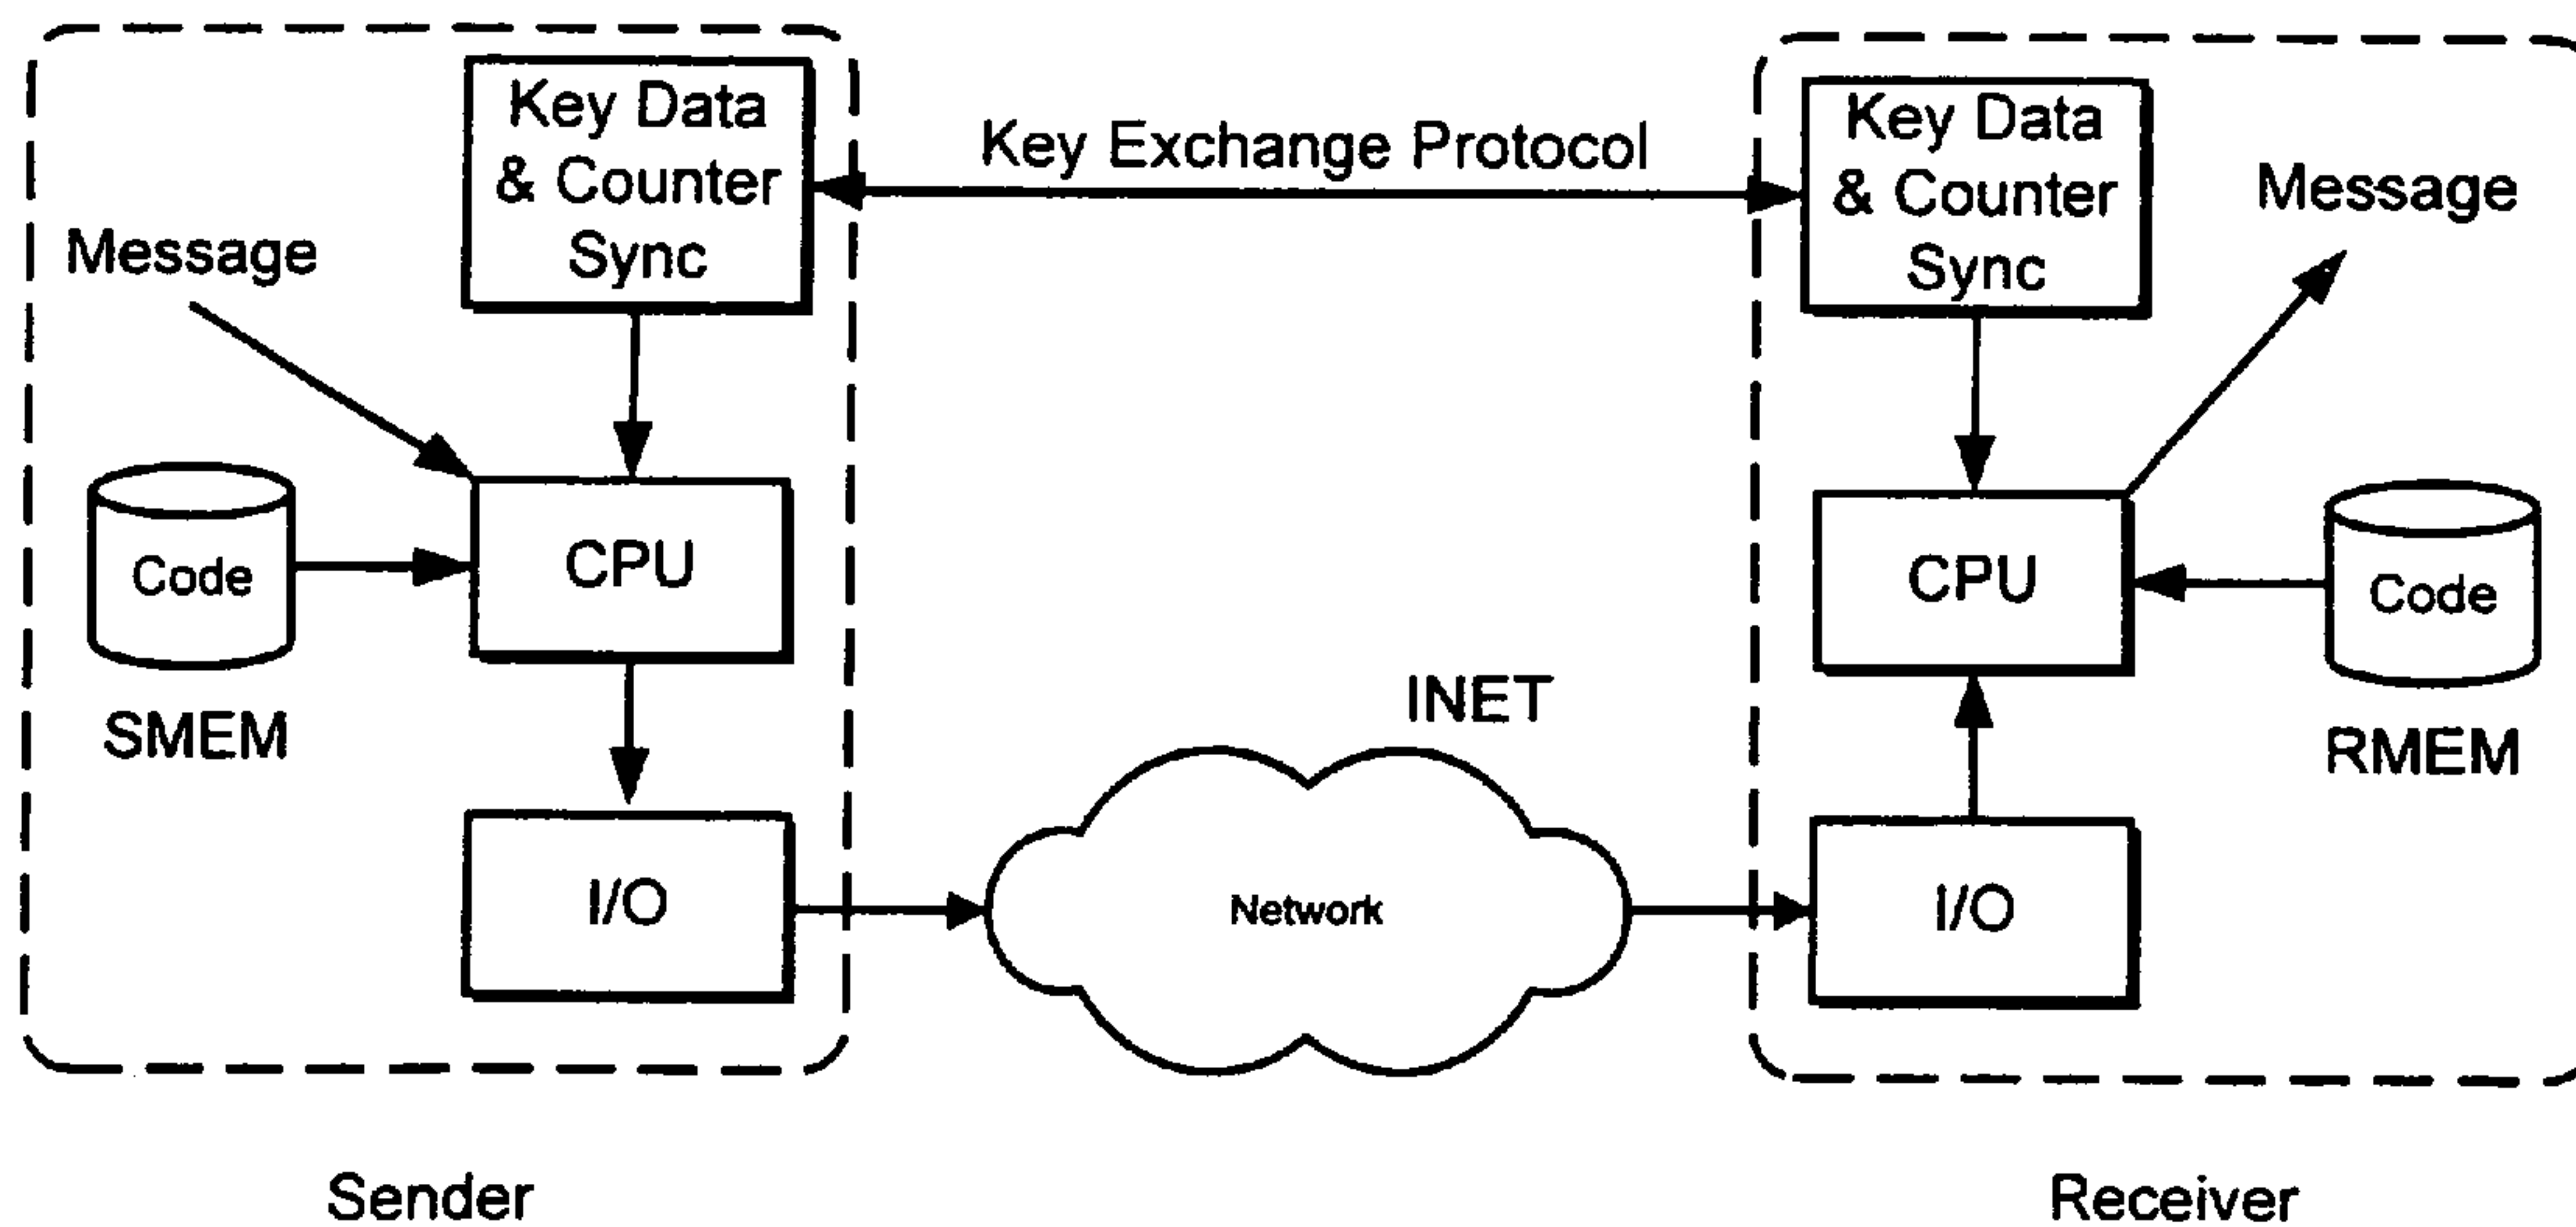 Key Data
& Counter
Sync
Key Exchange Protocol
Key Data
& Counter
Sync
Message
Message
Code
CPU
CPU
Code
SMEM
INET
RMEM
I/O
Network
I/O
Sender
Receiver